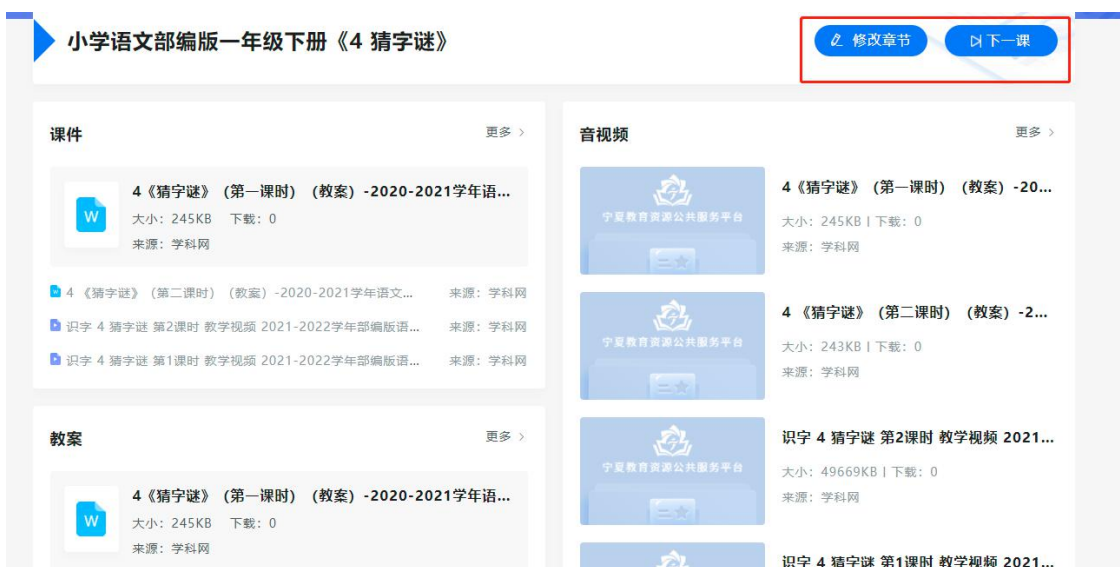 小学语文部编版一年级下册《4 猜字谜》
修改章节
下一课
课件
更多 >
4《猜字谜》（第一课时）（教案）-2020-2021学年语...
W
大小：245KB 下载：0
来源：学科网
4 《猜字谜》（第二课时）（教案）-2020-2021学年语文... 来源：学科网
识字 4 猜字谜 第2课时 教学视频 2021-2022学年部编版语... 来源：学科网
识字 4 猜字谜 第1课时 教学视频 2021-2022学年部编版语... 来源：学科网
教案
更多 >
4《猜字谜》（第一课时）（教案）-2020-2021学年语...
W
大小：245KB 下载：0
来源：学科网
音视频
更多 >
宁夏教育资源公共服务平台
4《猜字谜》（第一课时）（教案）-20...
大小：245KB | 下载：0
来源：学科网
宁夏教育资源公共服务平台
4 《猜字谜》（第二课时）（教案）-2...
大小：243KB | 下载：0
来源：学科网
宁夏教育资源公共服务平台
识字 4 猜字谜 第2课时 教学视频 2021...
大小：49669KB | 下载：0
来源：学科网
识字 4 猜字谜 第1课时 教学视频 2021...